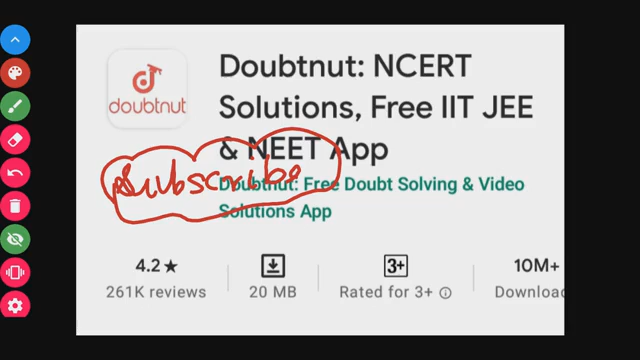 doubtnut
Doubtnut: NCERT
Solutions, Free IIT JEE
& NEET App
Subscribe
Doubtnut: Free Doubt Solving & Video
Solutions App
4.2★
261K reviews
20 MB
3+
Rated for 3+
10M+
Downloa